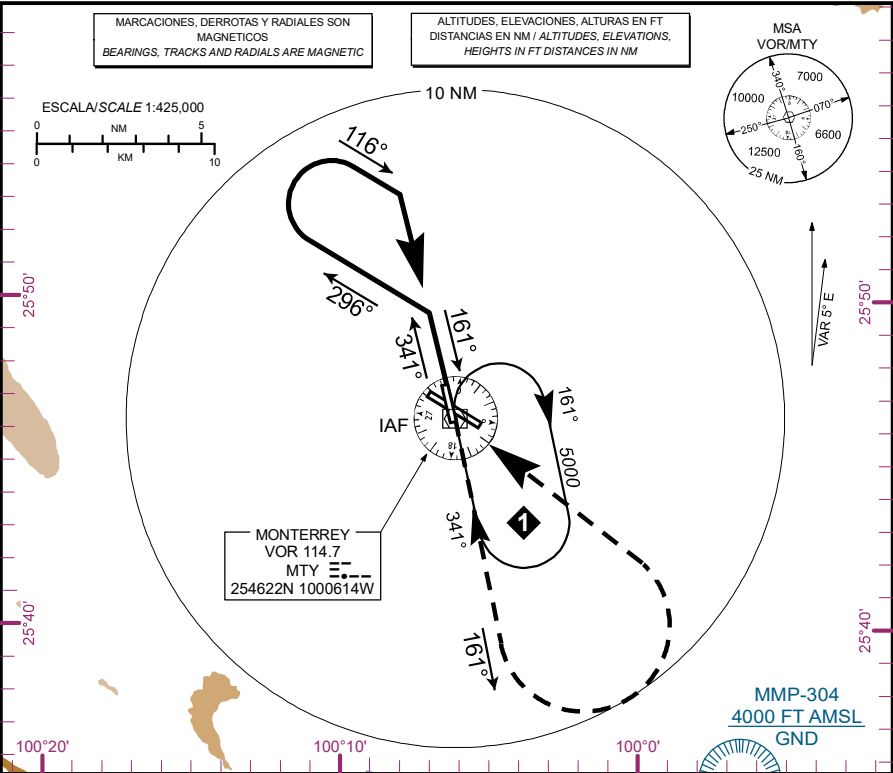 MARCACIONES, DERROTAS Y RADIALES SON
MAGNETICOS
BEARINGS, TRACKS AND RADIALS ARE MAGNETIC
ALTITUDES, ELEVACIONES, ALTURAS EN FT
DISTANCIAS EN NM / ALTITUDES, ELEVATIONS,
HEIGHTS IN FT DISTANCES IN NM
MSA
VOR/MTY
340°
7000
10000
070°
250°
6600
12500
160°
25 NM
ESCALA/SCALE 1:425,000
0
NM
5
0
KM
10
10 NM
116°
296°
341°
161°
VAR 5° E
25°50'
25°50'
IAF
27
9
18
161°
5000
1
341°
MONTERREY
VOR 114.7
MTY
254622N 1000614W
25°40'
25°40'
161°
MMP-304
4000 FT AMSL
GND
100°20'
100°10'
100°0'